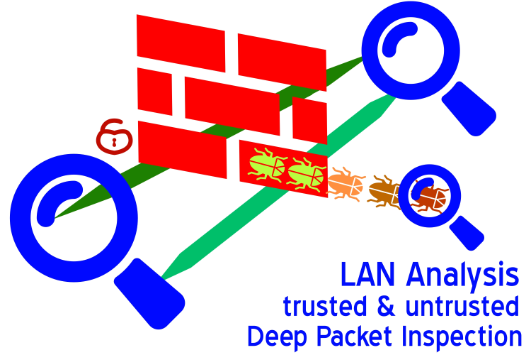 LAN Analysis
trusted & untrusted
Deep Packet Inspection